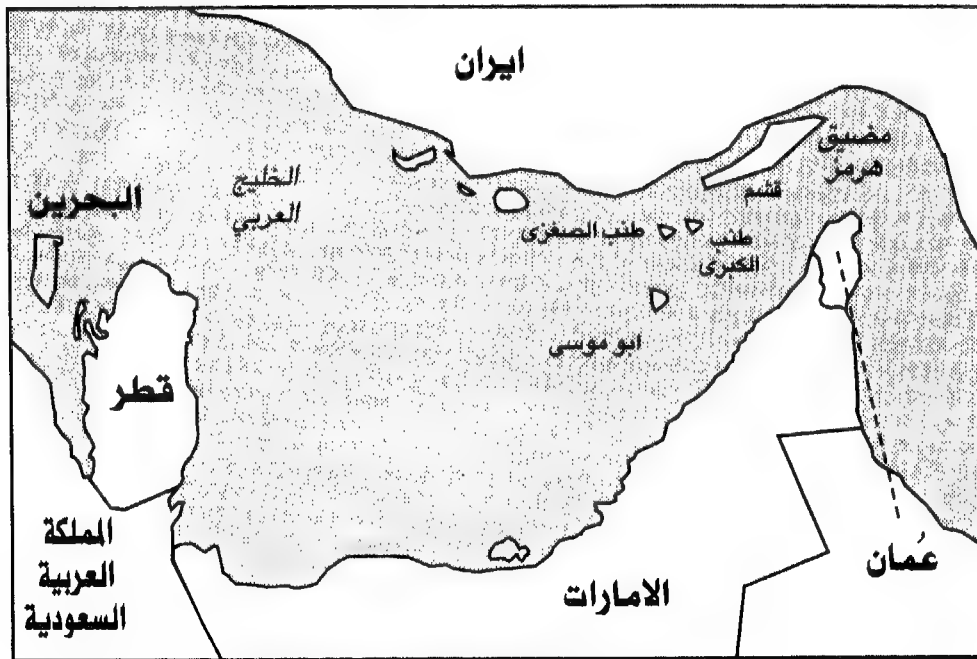 ايران
مضيق
هرمز
قشم
الخليج
العربي
البحرين
طنب الصغرى
طنب
الكبرى
ابو موسى
قطر
المملكة
العربية
السعودية
الامارات
عُمان